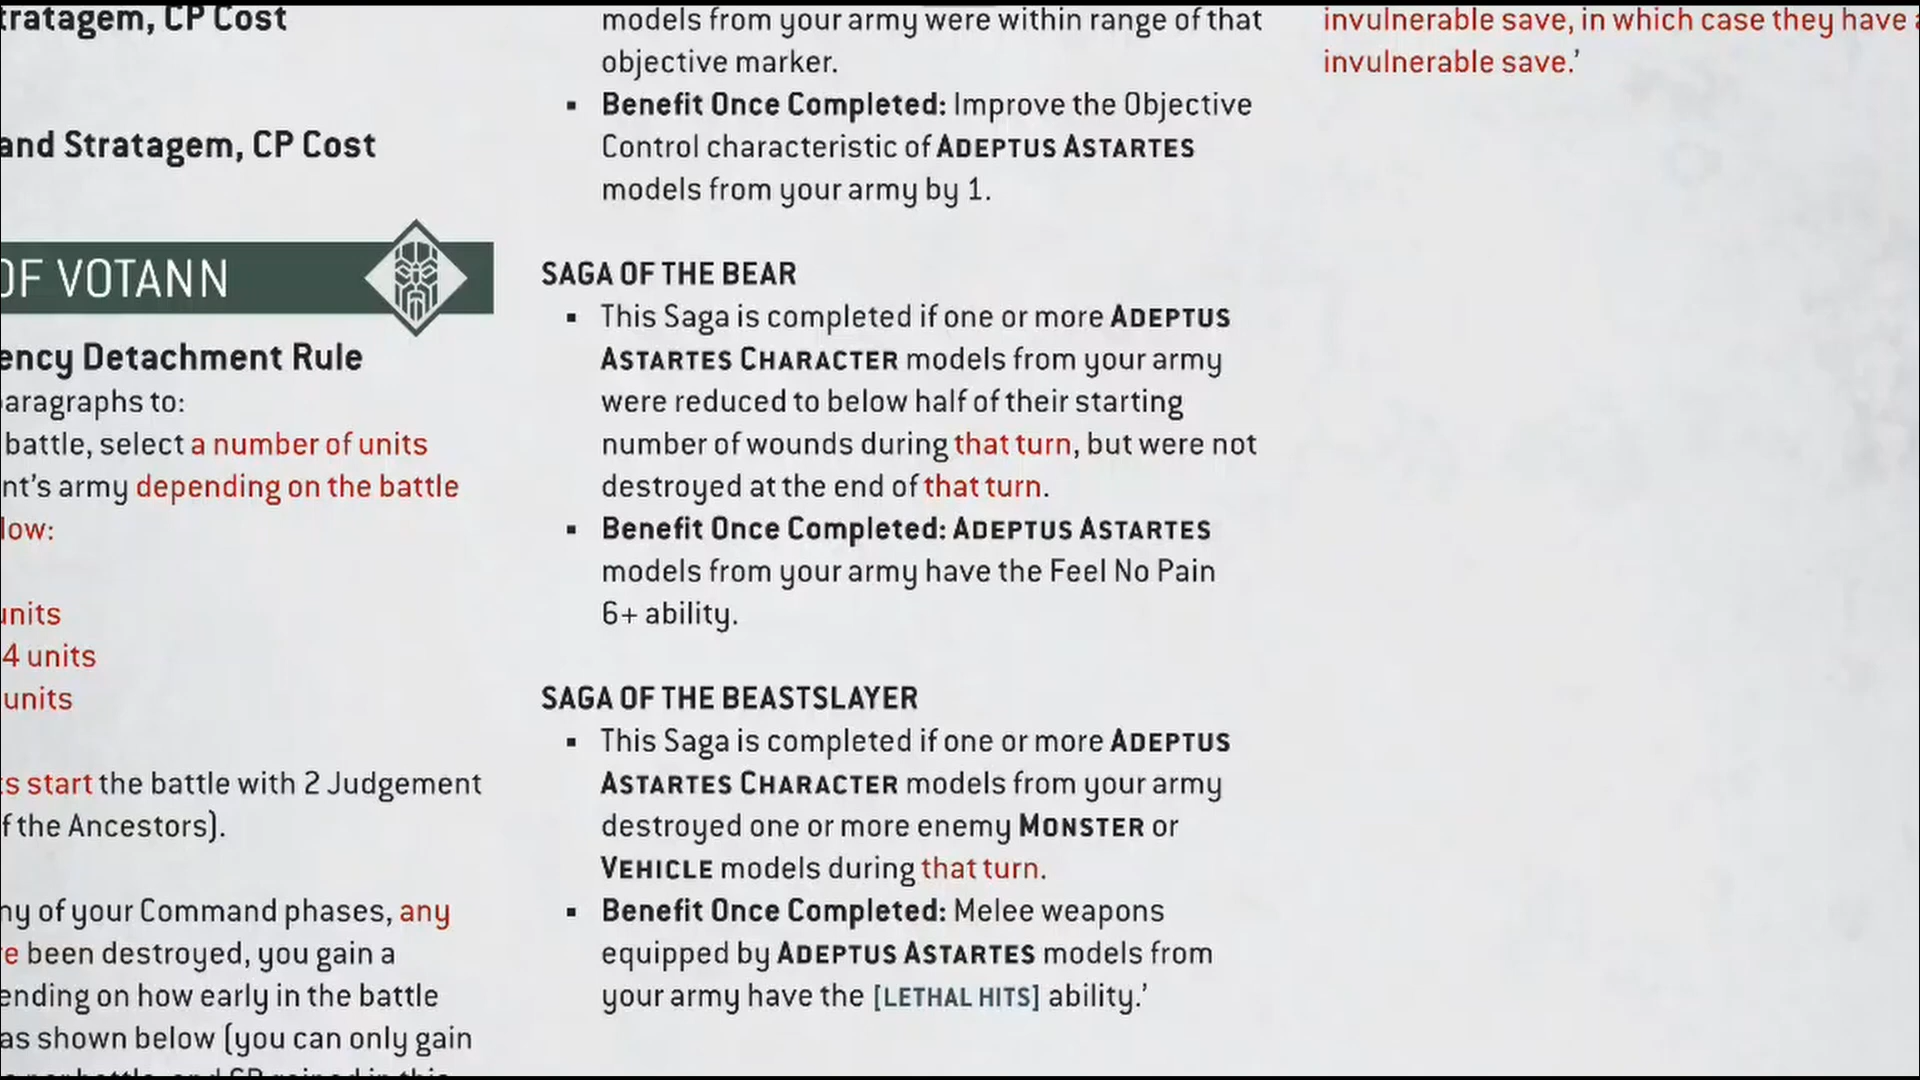 Stratagem, CP Cost
and Stratagem, CP Cost
OF VOTANN
Detachment Rule
paragraphs to:
battle, select a number of units
army depending on the battle
units
4 units
units
start the battle with 2 Judgement
of the Ancestors).
of your Command phases, any
been destroyed, you gain a
on how early in the battle
as shown below (you can only gain
models from your army were within range of that
objective marker.
▪ Benefit Once Completed: Improve the Objective
Control characteristic of ADEPTUS ASTARTES
models from your army by 1.
SAGA OF THE BEAR
▪ This Saga is completed if one or more ADEPTUS
ASTARTES CHARACTER models from your army
were reduced to below half of their starting
number of wounds during that turn, but were not
destroyed at the end of that turn.
▪ Benefit Once Completed: ADEPTUS ASTARTES
models from your army have the Feel No Pain
6+ ability.
SAGA OF THE BEASTSLAYER
▪ This Saga is completed if one or more ADEPTUS
ASTARTES CHARACTER models from your army
destroyed one or more enemy MONSTER or
VEHICLE models during that turn.
▪ Benefit Once Completed: Melee weapons
equipped by ADEPTUS ASTARTES models from
your army have the [LETHAL HITS] ability.’
invulnerable save, in which case they have
invulnerable save.’